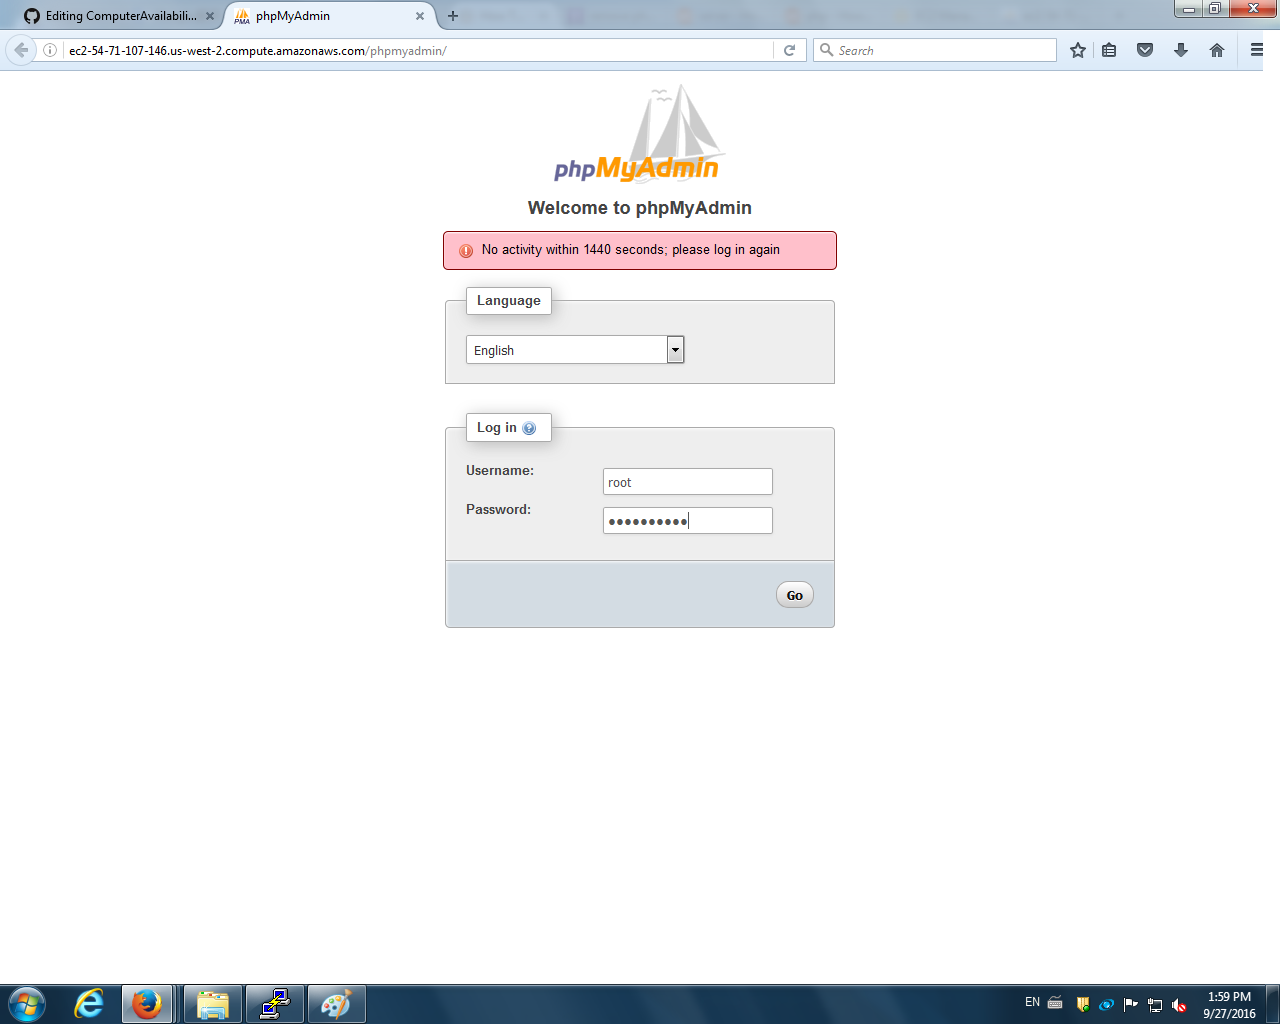 Editing ComputerAvailabili...
phpMyAdmin
ec2-54-71-107-146.us-west-2.compute.amazonaws.com/phpmyadmin/
Search
phpMyAdmin
Welcome to phpMyAdmin
No activity within 1440 seconds; please log in again
Language
English
Log in
Username:
root
Password:
Go
EN
1:59 PM
9/27/2016